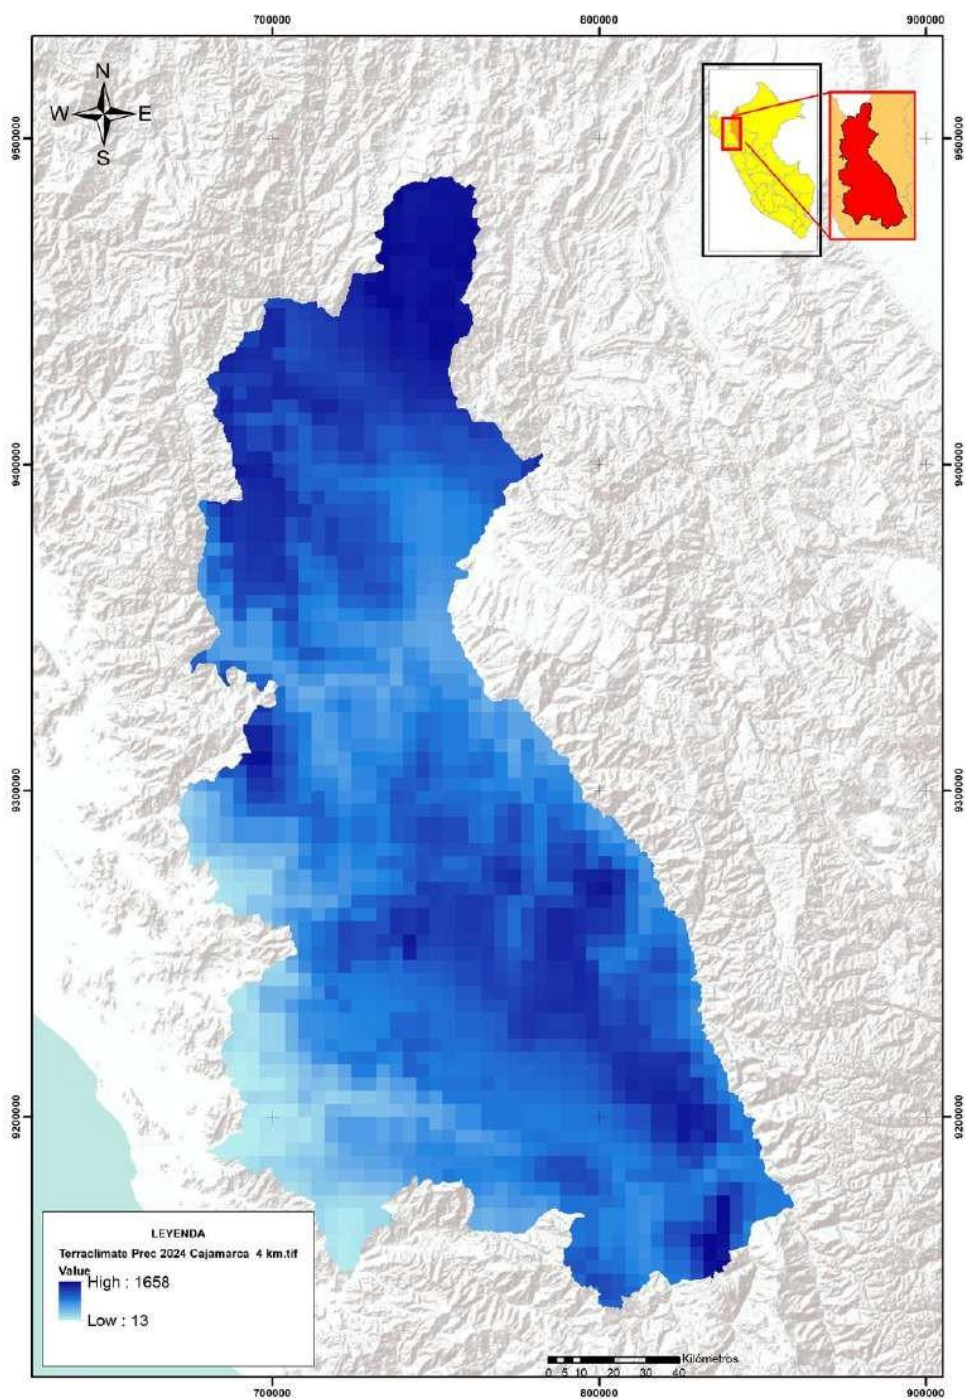 700000 800000 900000
N
W E
S
9500000 9500000
9400000 9400000
9300000 9300000
9200000 9200000
LEYENDA
Terraclimate Prec 2024 Cajamarca 4 km.tif
Value
High : 1658
Low : 13
Kilómetros
0 5 10 20 30 40
700000 800000 900000